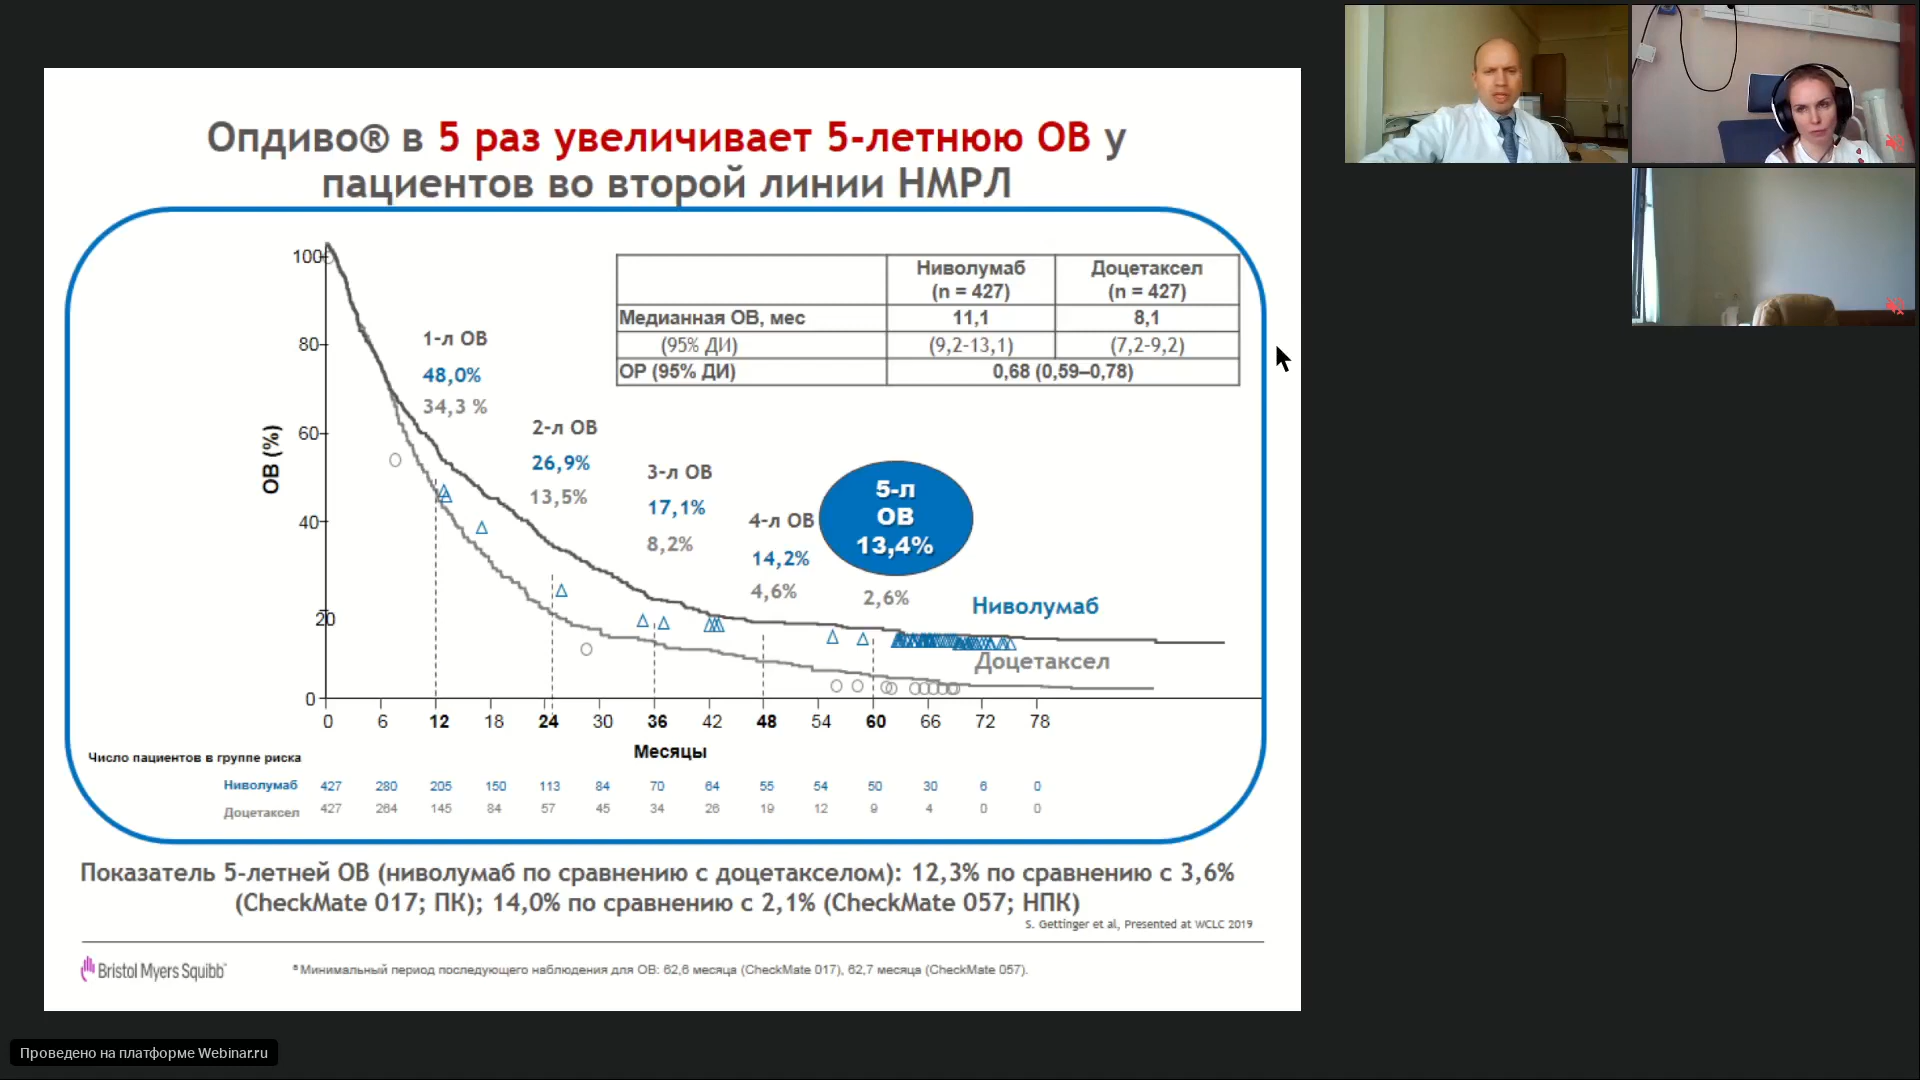 Опдиво® в 5 раз увеличивает 5-летнюю ОВ у
пациентов во второй линии НМРЛ
Ниволумаб
(n = 427)
Доцетаксел
(n = 427)
Медианная ОВ, мес
11,1
8,1
(95% ДИ)
(9,2-13,1)
(7,2-9,2)
ОР (95% ДИ)
0,68 (0,59–0,78)
ОВ (%)
100
80
60
40
20
0
1-л ОВ
48,0%
34,3 %
2-л ОВ
26,9%
13,5%
3-л ОВ
17,1%
8,2%
4-л ОВ
14,2%
4,6%
5-л
ОВ
13,4%
2,6%
Ниволумаб
Доцетаксел
0 6 12 18 24 30 36 42 48 54 60 66 72 78
Месяцы
Число пациентов в группе риска
Ниволумаб 427 280 205 150 113 84 70 64 55 54 50 30 6 0
Доцетаксел 427 264 145 84 57 45 34 26 19 12 9 4 0 0
Показатель 5-летней ОВ (ниволумаб по сравнению с доцетакселом): 12,3% по сравнению с 3,6%
(CheckMate 017; ПК); 14,0% по сравнению с 2,1% (CheckMate 057; НПК)
S. Gettinger et al, Presented at WCLC 2019
Bristol Myers Squibb™
ᵃ Минимальный период последующего наблюдения для ОВ: 62,6 месяца (CheckMate 017), 62,7 месяца (CheckMate 057).
Проведено на платформе Webinar.ru